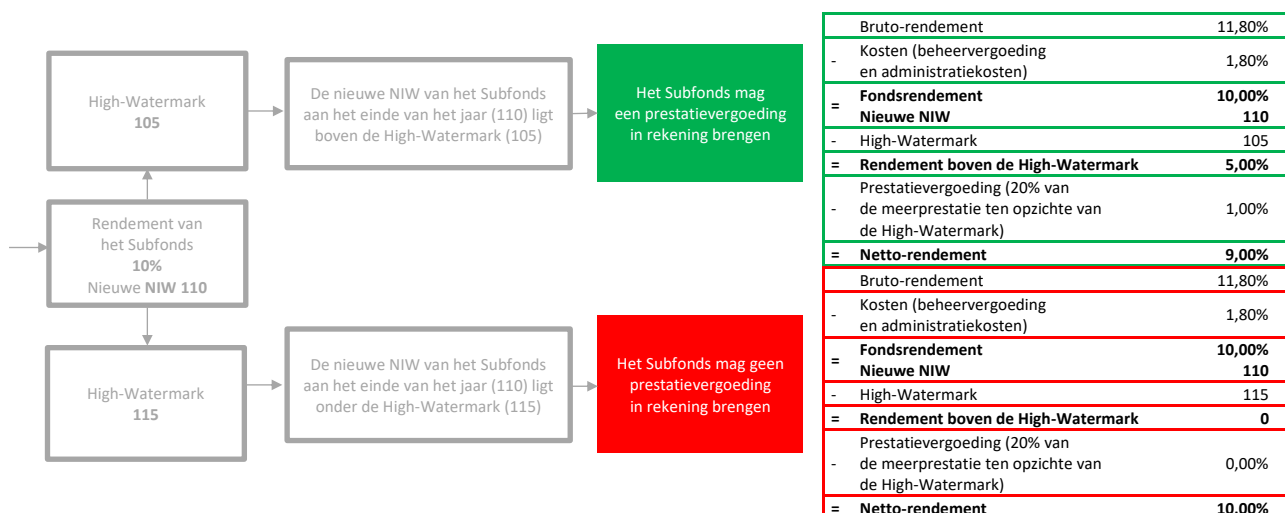 High-Watermark
105
De nieuwe NIW van het Subfonds
aan het einde van het jaar (110) ligt
boven de High-Watermark (105)
Het Subfonds mag
een prestatievergoeding
in rekening brengen
Rendement van
het Subfonds
10%
Nieuwe NIW 110
High-Watermark
115
De nieuwe NIW van het Subfonds
aan het einde van het jaar (110) ligt
onder de High-Watermark (115)
Het Subfonds mag geen
prestatievergoeding
in rekening brengen
Bruto-rendement 11,80%
- Kosten (beheervergoeding
en administratiekosten) 1,80%
= Fondsrendement 10,00%
Nieuwe NIW 110
- High-Watermark 105
= Rendement boven de High-Watermark 5,00%
Prestatievergoeding (20% van
- de meerprestatie ten opzichte van 1,00%
de High-Watermark)
= Netto-rendement 9,00%
Bruto-rendement 11,80%
- Kosten (beheervergoeding
en administratiekosten) 1,80%
= Fondsrendement 10,00%
Nieuwe NIW 110
- High-Watermark 115
= Rendement boven de High-Watermark 0
Prestatievergoeding (20% van
- de meerprestatie ten opzichte van 0,00%
de High-Watermark)
= Netto-rendement 10,00%